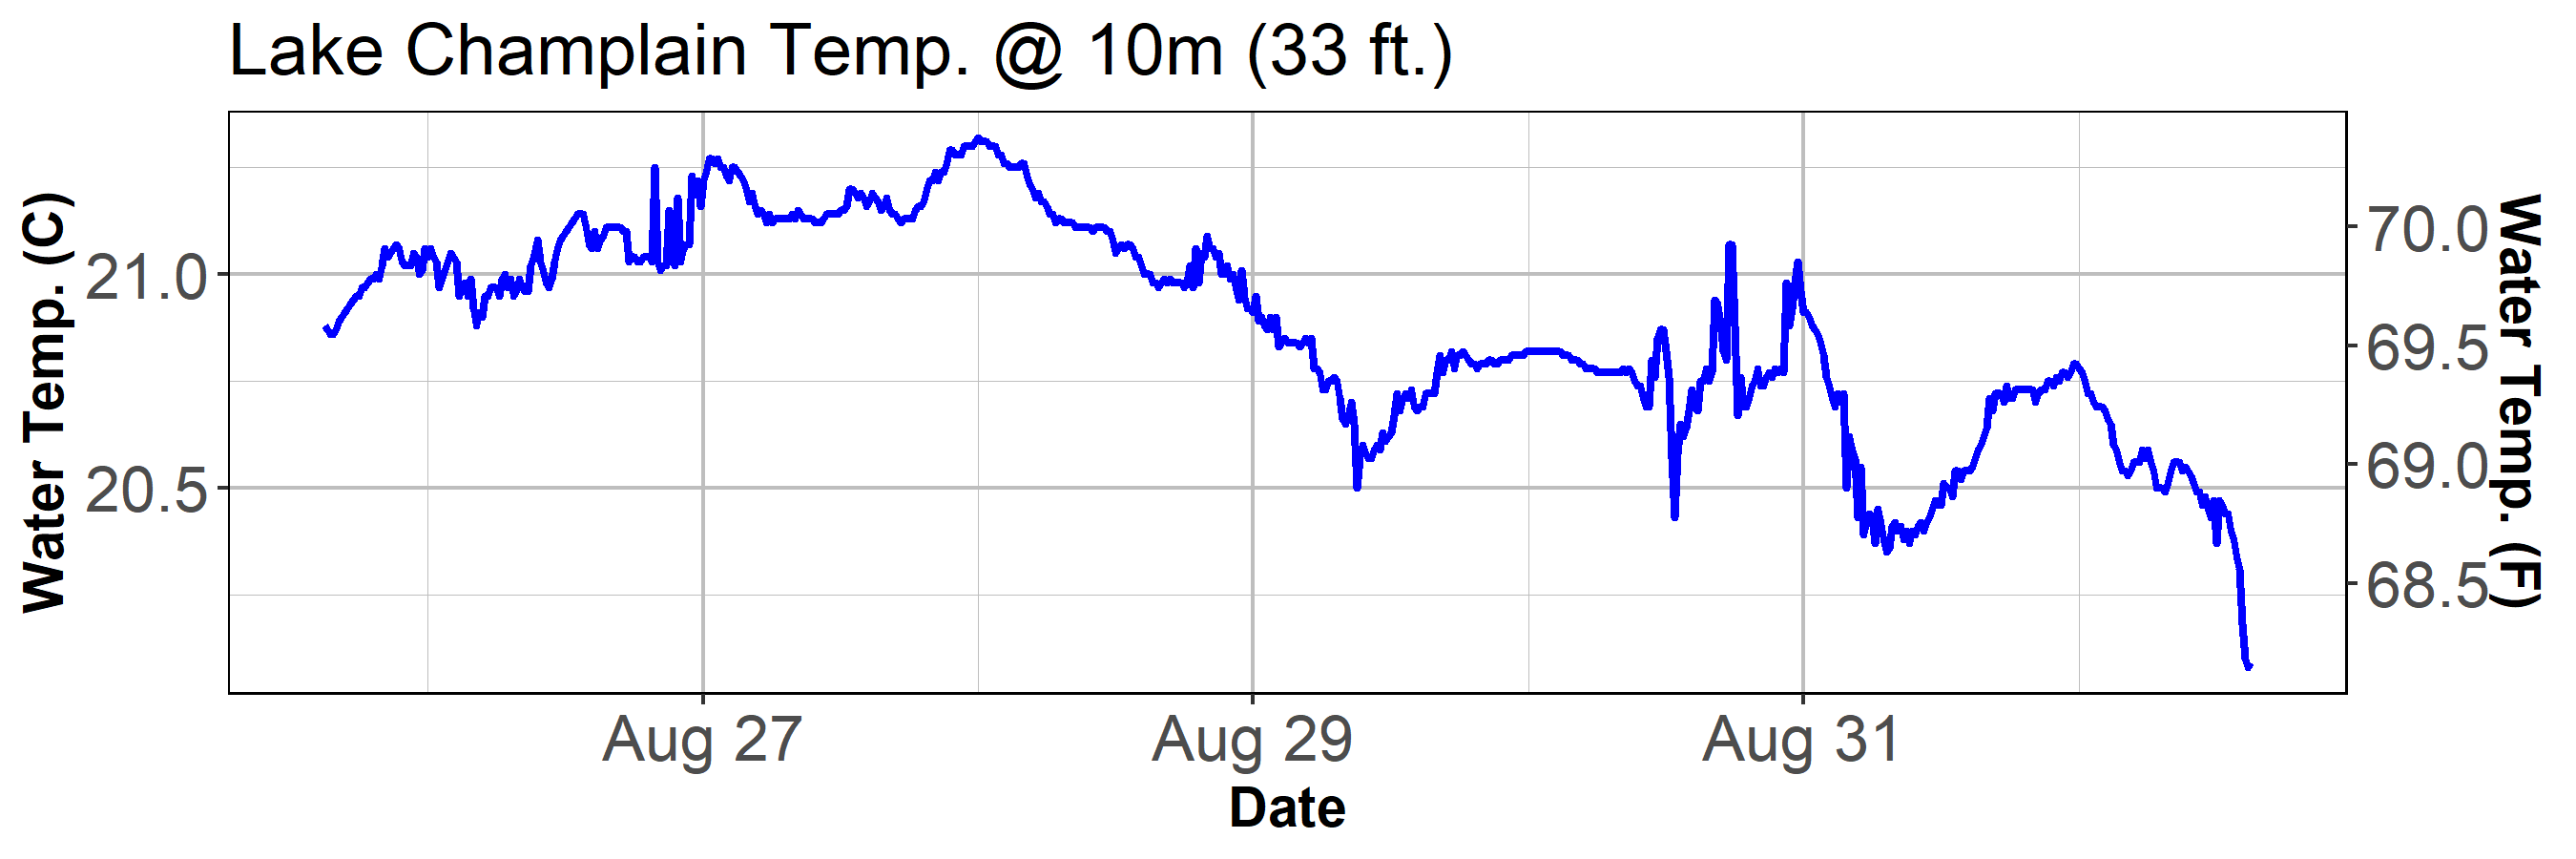 Lake Champlain Temp. @ 10m (33 ft.)
Water Temp. (C)
21.0
20.5
70.0
69.5
69.0
68.5
Water Temp. (F)
Aug 27
Aug 29
Aug 31
Date